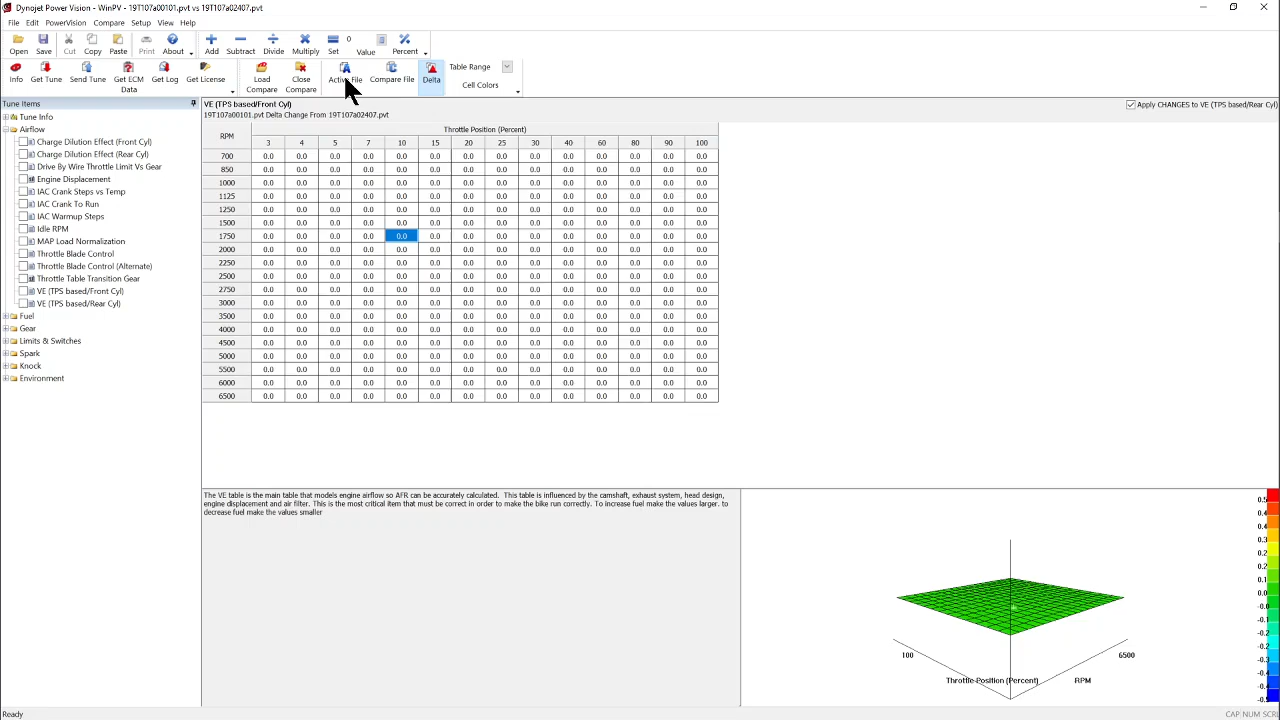 Dynojet Power Vision - WinPV - 19T107a00101.pvt vs 19T107a02407.pvt
File Edit PowerVision Compare Setup View Help
Open Save Cut Copy Paste Print About Add Subtract Divide Multiply Set 0 Value Percent
Info Get Tune Send Tune Get ECM Data Get Log Get License Load Compare Close Compare Active File Compare File Delta Table Range Cell Colors
Tune Items
Tune Info
Airflow
Charge Dilution Effect (Front Cyl)
Charge Dilution Effect (Rear Cyl)
Drive By Wire Throttle Limit Vs Gear
Engine Displacement
IAC Crank Steps vs Temp
IAC Crank To Run
IAC Warmup Steps
Idle RPM
MAP Load Normalization
Throttle Blade Control
Throttle Blade Control (Alternate)
Throttle Table Transition Gear
VE (TPS based/Front Cyl)
VE (TPS based/Rear Cyl)
Fuel
Gear
Limits & Switches
Spark
Knock
Environment
VE (TPS based/Front Cyl)
Apply CHANGES to VE (TPS based/Rear Cyl)
19T107a00101.pvt Delta Change From 19T107a02407.pvt
Throttle Position (Percent)
RPM 3 4 5 7 10 15 20 25 30 40 60 80 90 100
700 0.0 0.0 0.0 0.0 0.0 0.0 0.0 0.0 0.0 0.0 0.0 0.0 0.0 0.0
850 0.0 0.0 0.0 0.0 0.0 0.0 0.0 0.0 0.0 0.0 0.0 0.0 0.0 0.0
1000 0.0 0.0 0.0 0.0 0.0 0.0 0.0 0.0 0.0 0.0 0.0 0.0 0.0 0.0
1125 0.0 0.0 0.0 0.0 0.0 0.0 0.0 0.0 0.0 0.0 0.0 0.0 0.0 0.0
1250 0.0 0.0 0.0 0.0 0.0 0.0 0.0 0.0 0.0 0.0 0.0 0.0 0.0 0.0
1500 0.0 0.0 0.0 0.0 0.0 0.0 0.0 0.0 0.0 0.0 0.0 0.0 0.0 0.0
1750 0.0 0.0 0.0 0.0 0.0 0.0 0.0 0.0 0.0 0.0 0.0 0.0 0.0 0.0
2000 0.0 0.0 0.0 0.0 0.0 0.0 0.0 0.0 0.0 0.0 0.0 0.0 0.0 0.0
2250 0.0 0.0 0.0 0.0 0.0 0.0 0.0 0.0 0.0 0.0 0.0 0.0 0.0 0.0
2500 0.0 0.0 0.0 0.0 0.0 0.0 0.0 0.0 0.0 0.0 0.0 0.0 0.0 0.0
2750 0.0 0.0 0.0 0.0 0.0 0.0 0.0 0.0 0.0 0.0 0.0 0.0 0.0 0.0
3000 0.0 0.0 0.0 0.0 0.0 0.0 0.0 0.0 0.0 0.0 0.0 0.0 0.0 0.0
3500 0.0 0.0 0.0 0.0 0.0 0.0 0.0 0.0 0.0 0.0 0.0 0.0 0.0 0.0
4000 0.0 0.0 0.0 0.0 0.0 0.0 0.0 0.0 0.0 0.0 0.0 0.0 0.0 0.0
4500 0.0 0.0 0.0 0.0 0.0 0.0 0.0 0.0 0.0 0.0 0.0 0.0 0.0 0.0
5000 0.0 0.0 0.0 0.0 0.0 0.0 0.0 0.0 0.0 0.0 0.0 0.0 0.0 0.0
5500 0.0 0.0 0.0 0.0 0.0 0.0 0.0 0.0 0.0 0.0 0.0 0.0 0.0 0.0
6000 0.0 0.0 0.0 0.0 0.0 0.0 0.0 0.0 0.0 0.0 0.0 0.0 0.0 0.0
6500 0.0 0.0 0.0 0.0 0.0 0.0 0.0 0.0 0.0 0.0 0.0 0.0 0.0 0.0
The VE table is the main table that models engine airflow so AFR can be accurately calculated. This table is influenced by the camshaft, exhaust system, head design,
engine displacement and air filter. This is the most critical item that must be correct in order to make the bike run correctly. To increase fuel make the values larger. to
decrease fuel make the values smaller
100
6500
Throttle Position (Percent)
RPM
Ready
CAP NUM SCRL